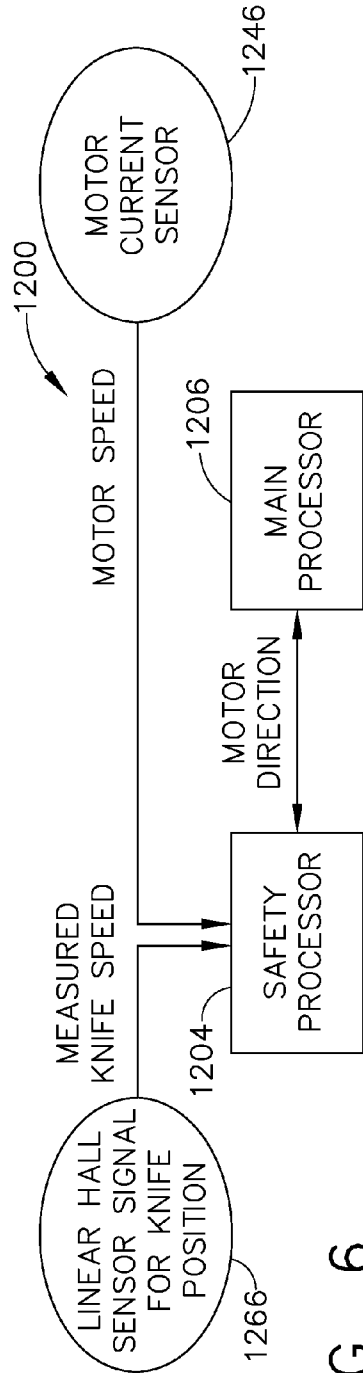 1200
LINEAR HALL
SENSOR SIGNAL
FOR KNIFE
POSITION
1266
MEASURED
KNIFE SPEED
MOTOR SPEED
MOTOR
CURRENT
SENSOR
1246
1204
SAFETY
PROCESSOR
MOTOR
DIRECTION
MAIN
PROCESSOR
1206